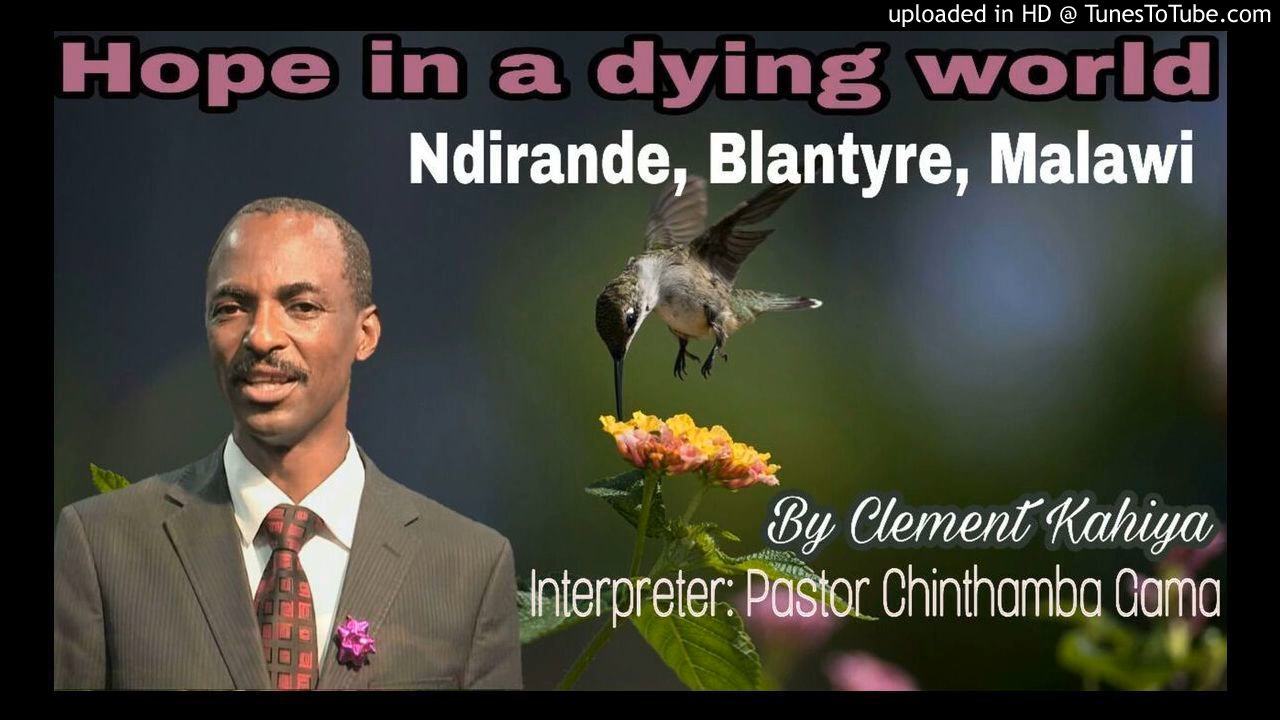 uploaded in HD @ TunesToTube.com
Hope in a dying world
Ndirande, Blantyre, Malawi
By Clement Kahiya
Interpreter: Pastor Chinthamba Gama